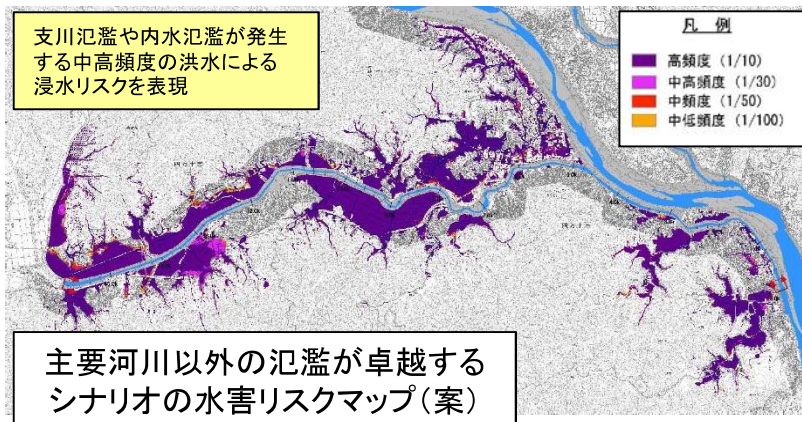 支川氾濫や内水氾濫が発生
する中高頻度の洪水による
浸水リスクを表現
凡 例
高頻度（1/10）
中高頻度（1/30）
中頻度（1/50）
中低頻度（1/100）
主要河川以外の氾濫が卓越する
シナリオの水害リスクマップ（案）